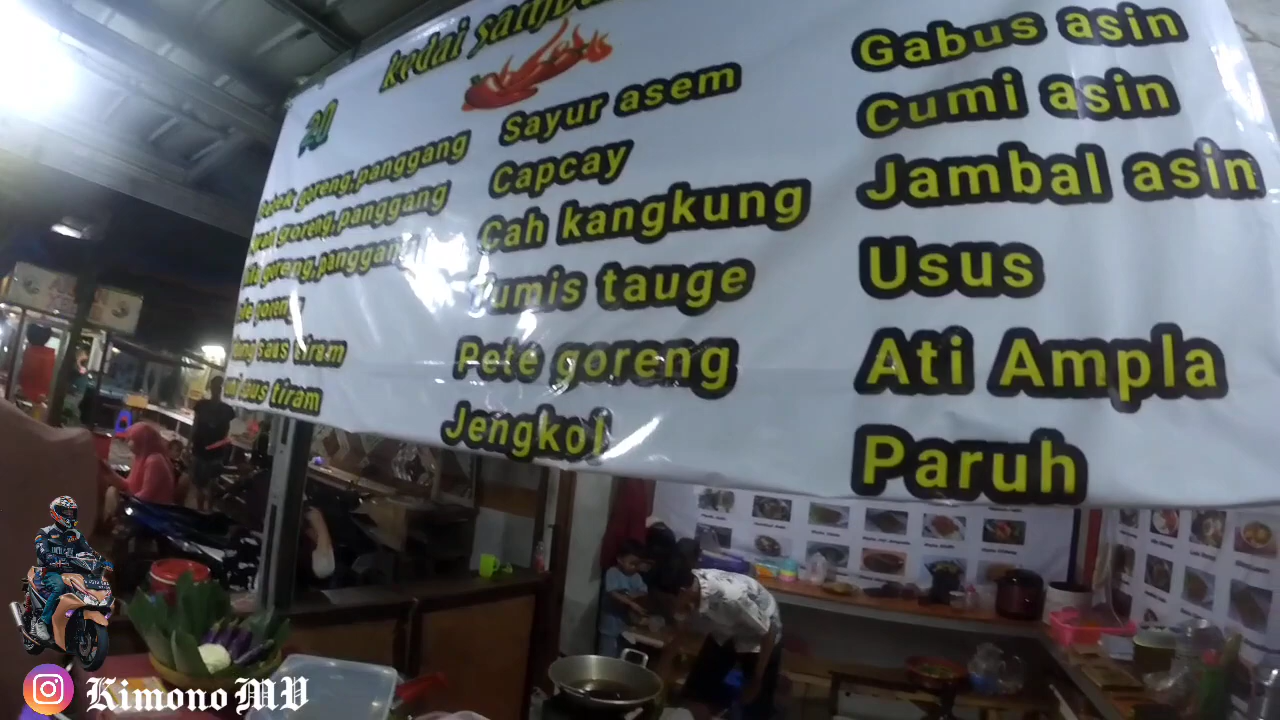 kedai
20
goreng,panggang
goreng,panggang
goreng,panggang
goreng
saus tiram
saus tiram
Sayur asem
Capcay
Cah kangkung
Tumis tauge
Pete goreng
Jengkol
Gabus asin
Cumi asin
Jambal asin
Usus
Ati Ampla
Paruh
Kimono MV